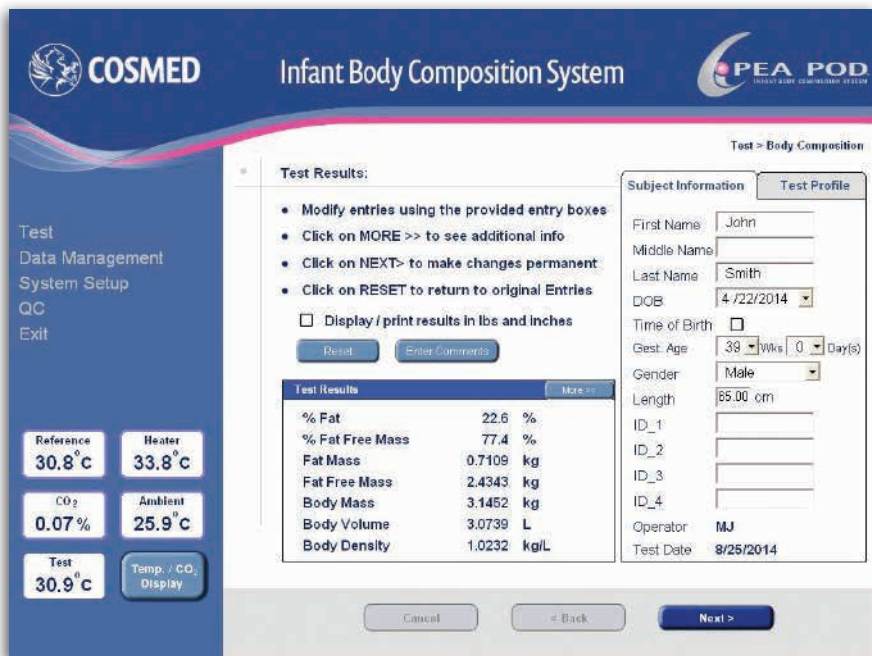 COSMED
Infant Body Composition System
PEA POD
INFANT BODY COMPOSITION SYSTEM
Test > Body Composition
Test
Data Management
System Setup
QC
Exit
Reference
30.8°C
Heater
33.8°C
CO2
0.07%
Ambient
25.9°C
Test
30.9°C
Temp. / CO2
Display
Test Results:
• Modify entries using the provided entry boxes
• Click on MORE >> to see additional info
• Click on NEXT> to make changes permanent
• Click on RESET to return to original Entries
Display / print results in lbs and inches
Reset
Enter Comments
Test Results More >>
% Fat 22.6 %
% Fat Free Mass 77.4 %
Fat Mass 0.7109 kg
Fat Free Mass 2.4343 kg
Body Mass 3.1452 kg
Body Volume 3.0739 L
Body Density 1.0232 kg/L
Subject Information Test Profile
First Name John
Middle Name
Last Name Smith
DOB 4 /22/2014
Time of Birth
Gest. Age 39 Wks 0 Day(s)
Gender Male
Length 85.00 cm
ID_1
ID_2
ID_3
ID_4
Operator MJ
Test Date 8/25/2014
Cancel
< Back
Next >